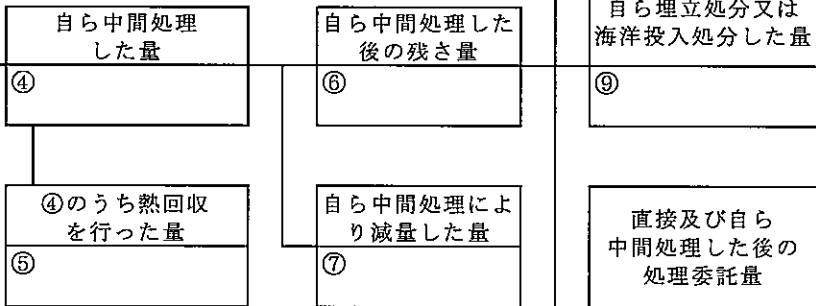 自ら中間処理
した量
④
自ら中間処理した
後の残さ量
⑥
自ら埋立処分又は
海洋投入処分した量
⑨
④のうち熱回収
を行った量
⑤
自ら中間処理によ
り減量した量
⑦
直接及び自ら
中間処理した後の
処理委託量